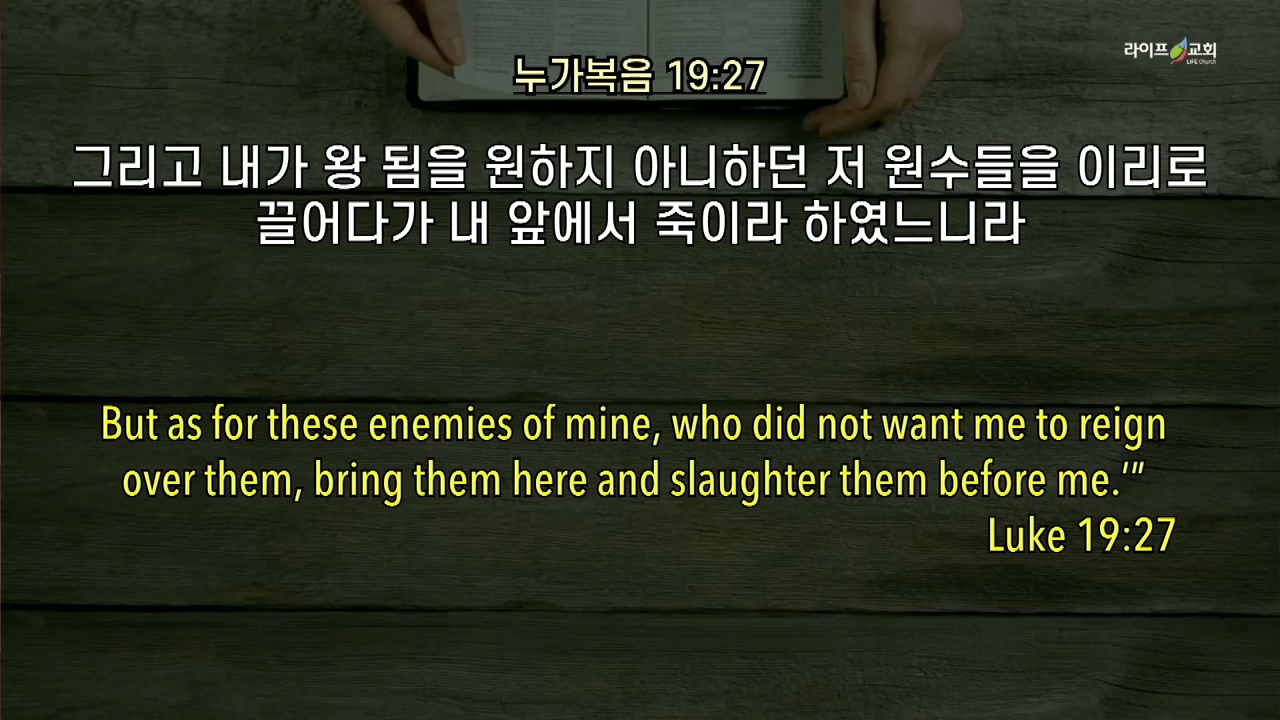 라이프 교회
LIFE Church
누가복음 19:27
그리고 내가 왕 됨을 원하지 아니하던 저 원수들을 이리로
끌어다가 내 앞에서 죽이라 하였느니라
But as for these enemies of mine, who did not want me to reign
over them, bring them here and slaughter them before me.’”
Luke 19:27